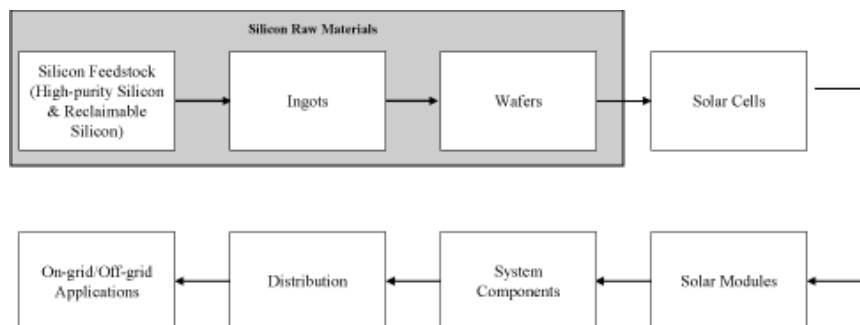 Silicon Raw Materials
Silicon Feedstock
(High-purity Silicon
& Reclaimable
Silicon)
Ingots
Wafers
Solar Cells
On-grid/Off-grid
Applications
Distribution
System
Components
Solar Modules